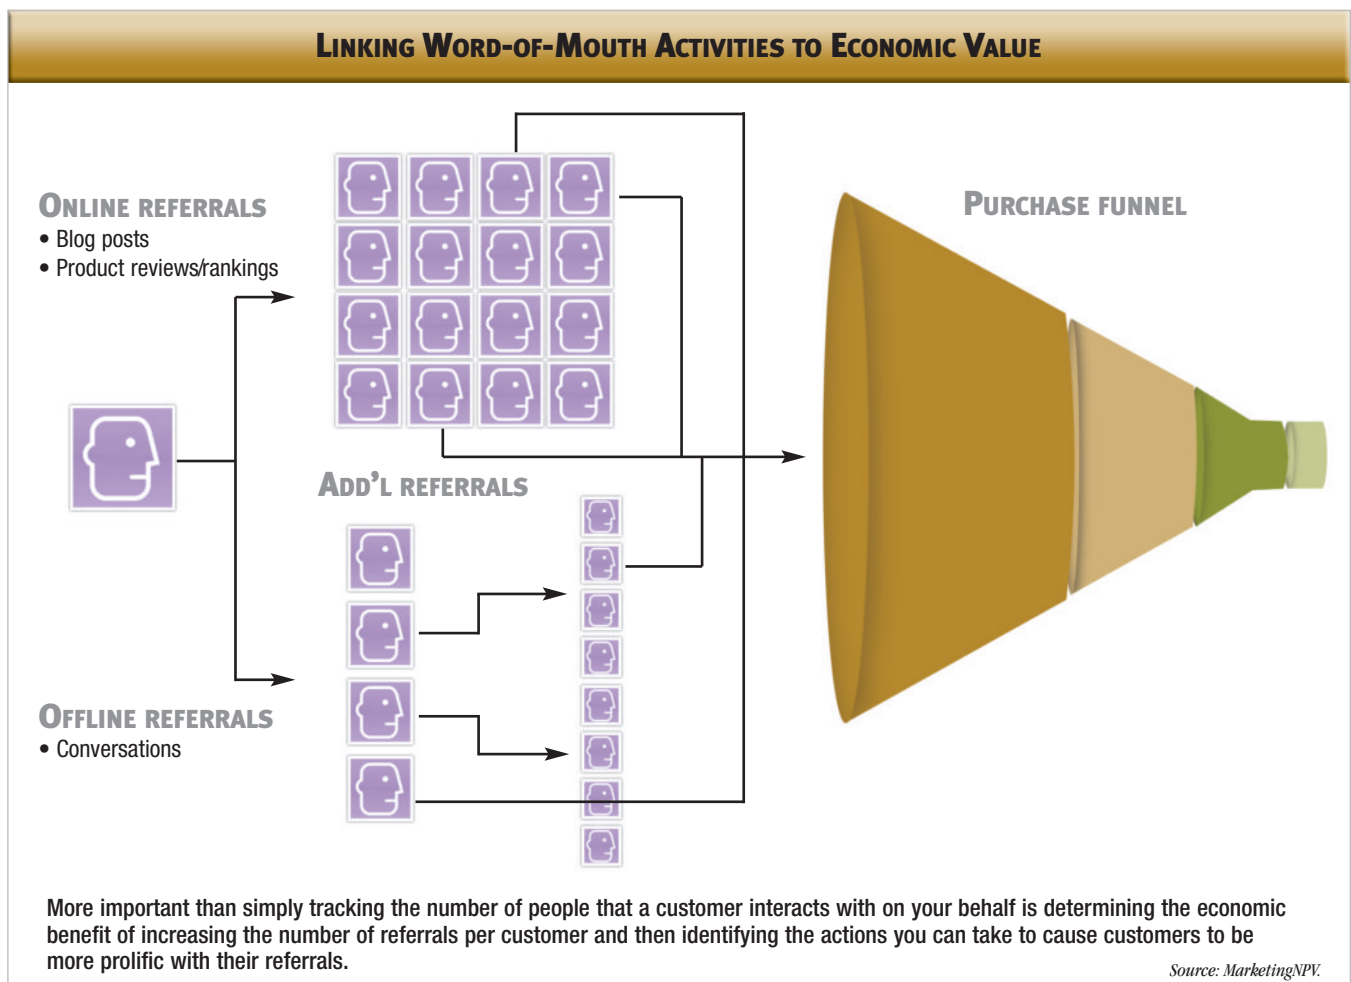 LINKING WORD-OF-MOUTH ACTIVITIES TO ECONOMIC VALUE
ONLINE REFERRALS
• Blog posts
• Product reviews/rankings
PURCHASE FUNNEL
ADD'L REFERRALS
OFFLINE REFERRALS
• Conversations
More important than simply tracking the number of people that a customer interacts with on your behalf is determining the economic
benefit of increasing the number of referrals per customer and then identifying the actions you can take to cause customers to be
more prolific with their referrals.
Source: MarketingNPV.